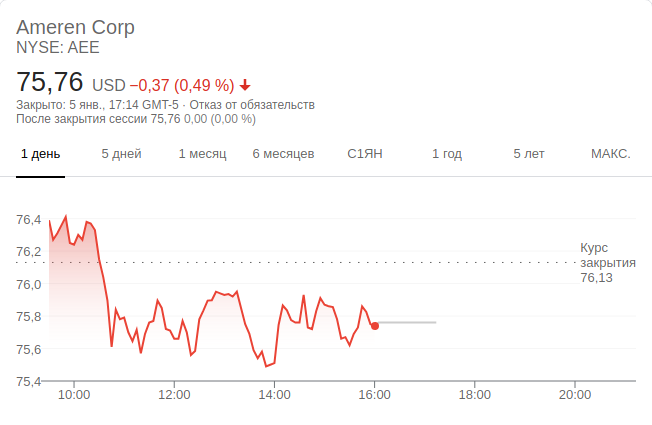 Ameren Corp
NYSE: AEE
75,76 USD −0,37 (0,49 %)
Закрыто: 5 янв., 17:14 GMT-5 · Отказ от обязательств
После закрытия сессии 75,76 0,00 (0,00 %)
1 день 5 дней 1 месяц 6 месяцев С1ЯН 1 год 5 лет МАКС.
76,4
76,2
76,0
75,8
75,6
75,4
Курс
закрытия
76,13
10:00 12:00 14:00 16:00 18:00 20:00